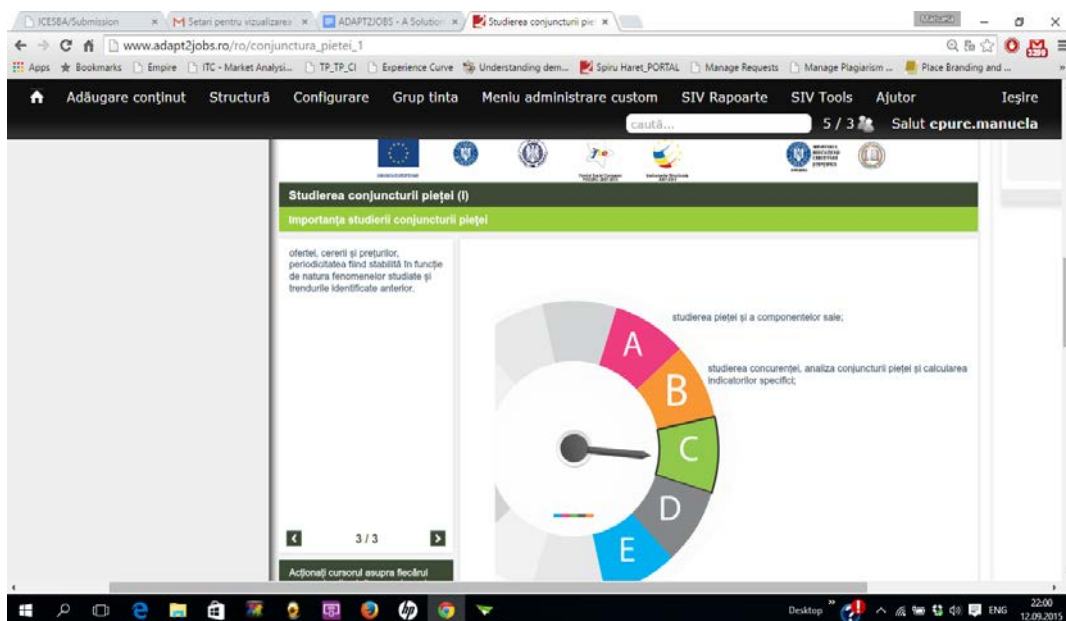 ICESBA/Submission
Setari pentru vizualizarea
ADAPT2JOBS - A Solution
Studierea conjuncturii pie
Manuela
www.adapt2jobs.ro/ro/conjunctura_pietei_1
3296
Apps Bookmarks Empire ITC - Market Analysi... TP_TP_CI Experience Curve Understanding dem... Spiru Haret_PORTAL Manage Requests Manage Plagiarism ... Place Branding and ... »
Adăugare conținut Structură Configurare Grup tinta Meniu administrare custom SIV Rapoarte SIV Tools Ajutor Ieșire
caută... 5 / 3 Salut epure.manuela
Studierea conjuncturii pieței (I)
Importanța studierii conjuncturii pieței
ofertei, cererii și prețurilor,
periodicitatea fiind stabilită în funcție
de natura fenomenelor studiate și
trendurile identificate anterior.
studierea pieței și a componentelor sale;
A
studierea concurenței, analiza conjuncturii pieței și calcularea
indicatorilor specifici;
B
C
D
E
3 / 3
Acționați cursorul asupra fiecărui
Desktop » ENG 22:00
12.09.2015